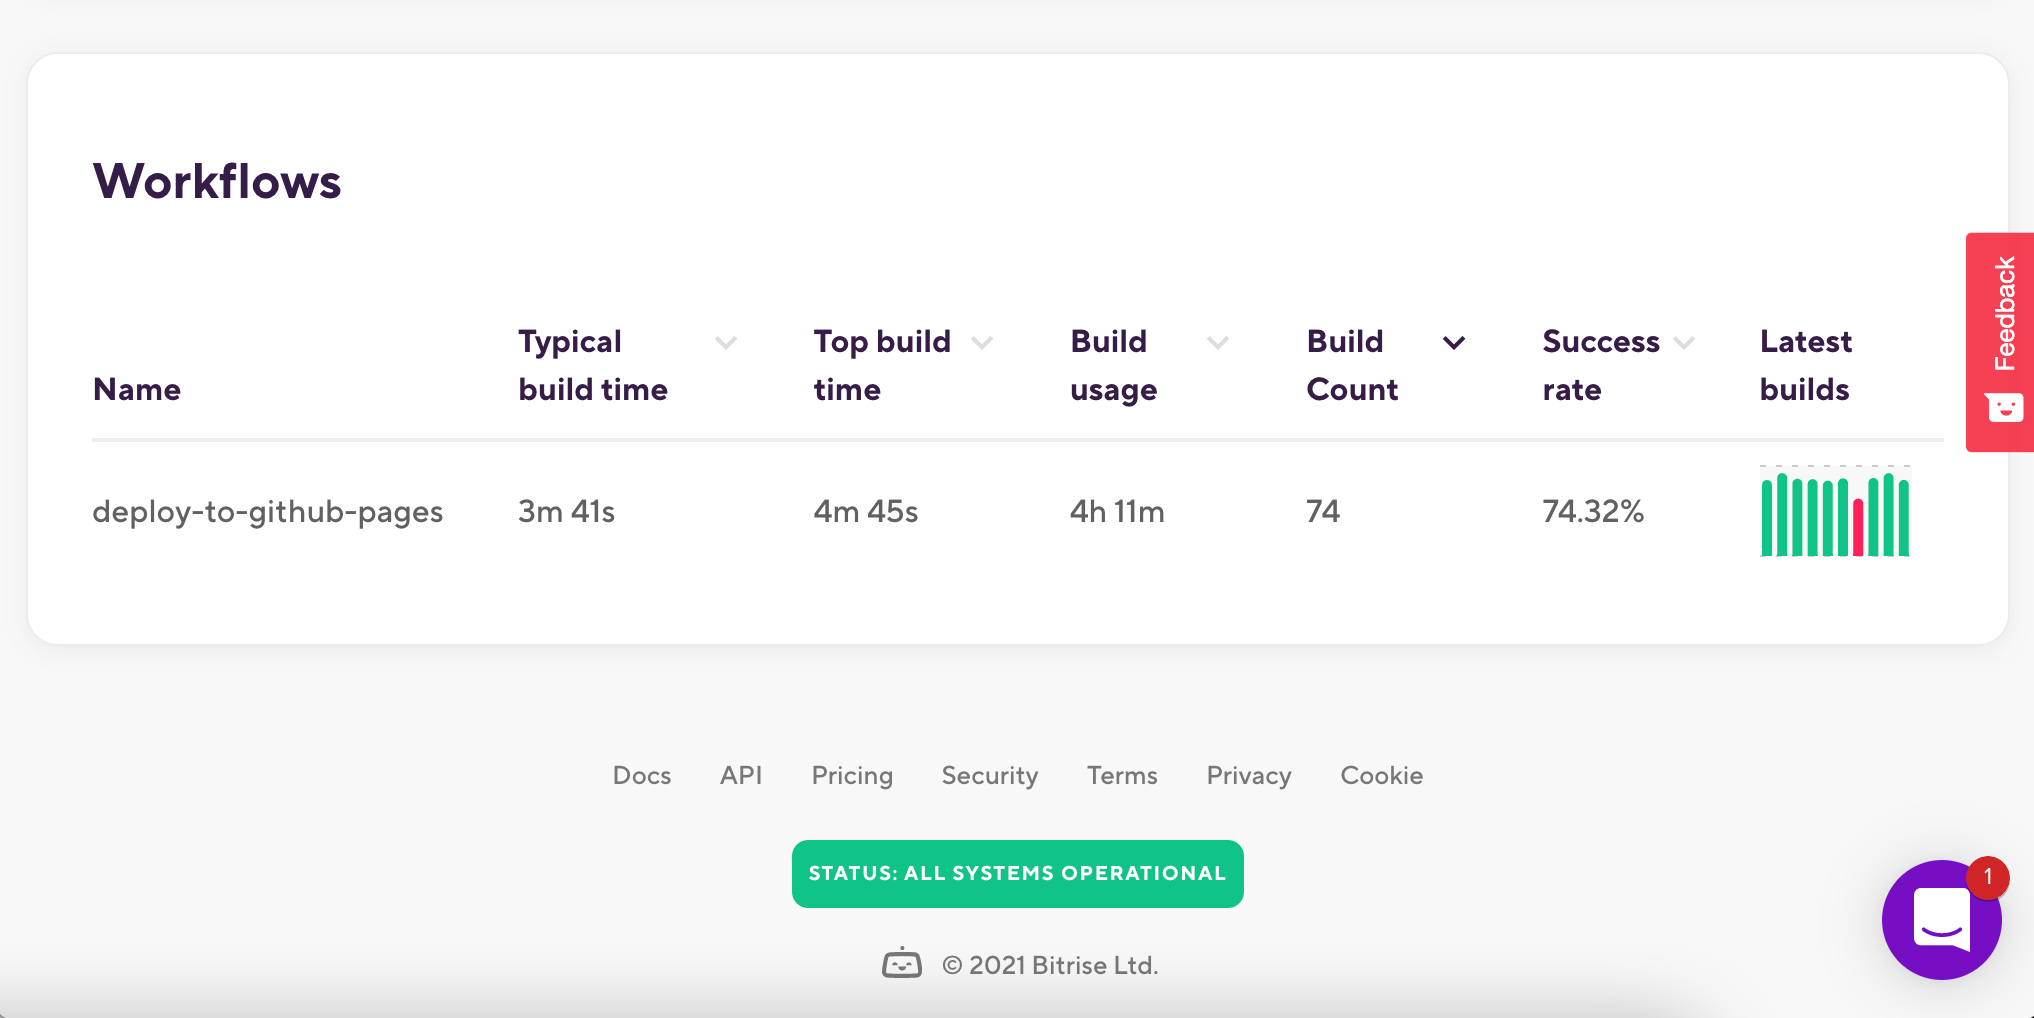 Workflows
Name
Typical build time
Top build time
Build usage
Build Count
Success rate
Latest builds
deploy-to-github-pages
3m 41s
4m 45s
4h 11m
74
74.32%
Feedback
Docs API Pricing Security Terms Privacy Cookie
STATUS: ALL SYSTEMS OPERATIONAL
© 2021 Bitrise Ltd.
1